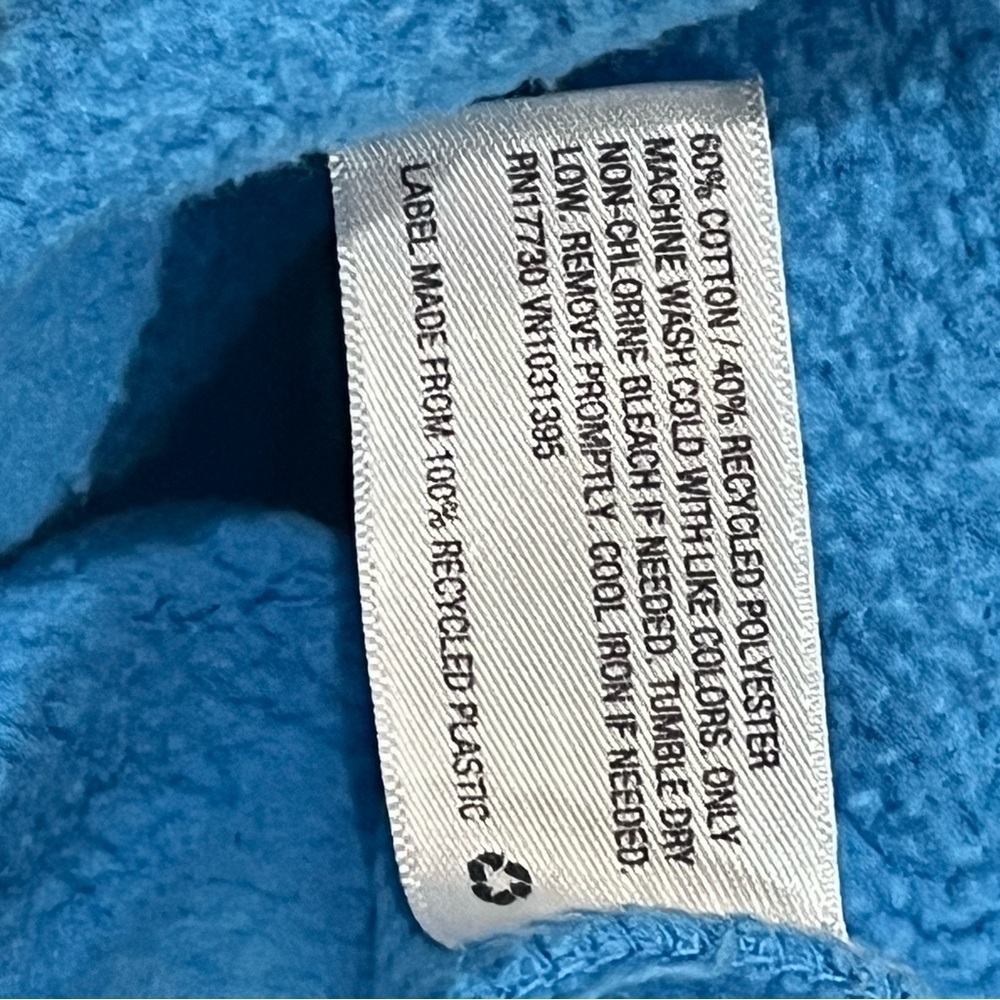 60% COTTON / 40% RECYCLED POLYESTER
MACHINE WASH COLD WITH LIKE COLORS. ONLY
NON-CHLORINE BLEACH IF NEEDED. TUMBLE DRY
LOW. REMOVE PROMPTLY. COOL IRON IF NEEDED.
RN17730 VN1031395
LABEL MADE FROM 100% RECYCLED PLASTIC